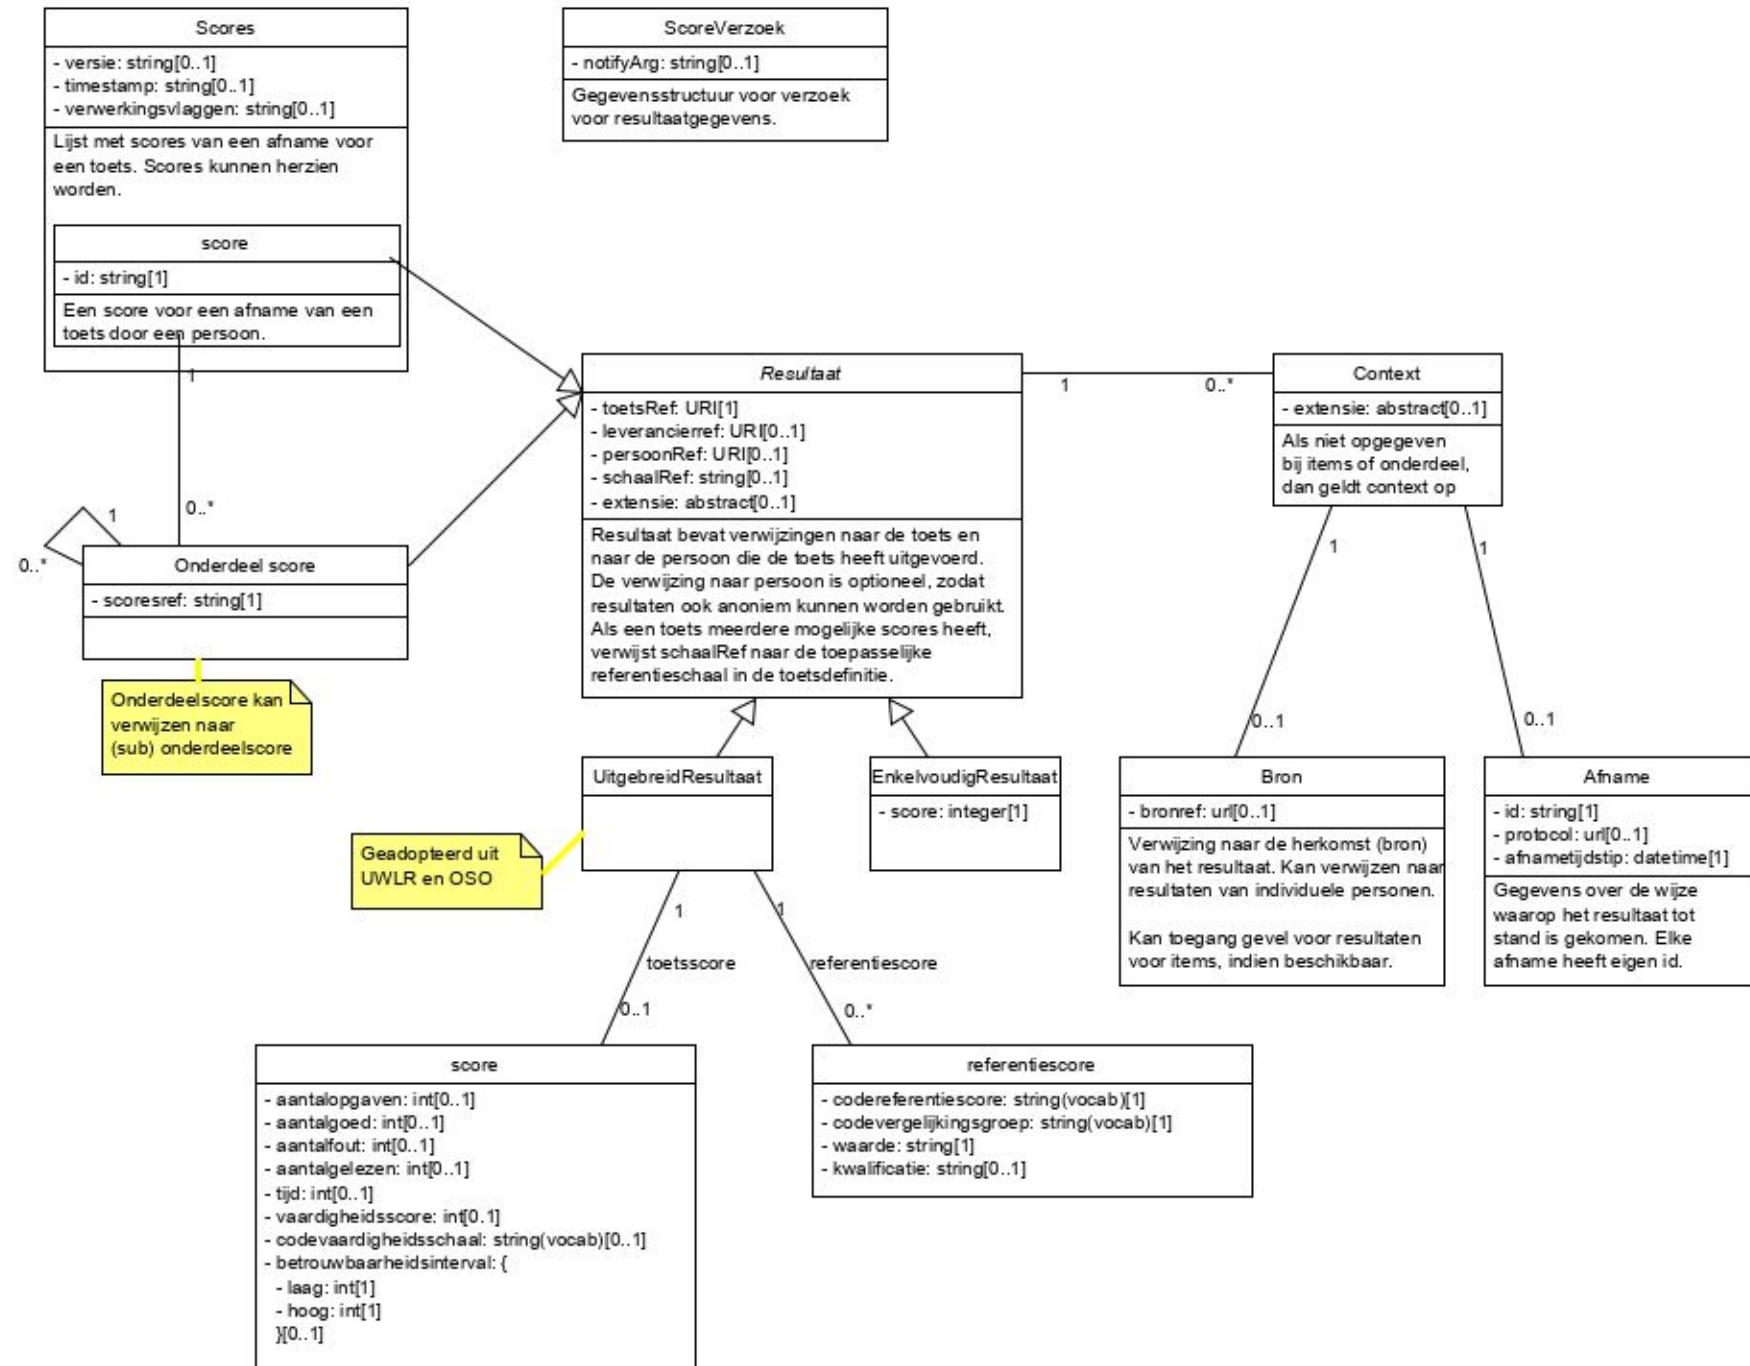 Scores
- versie: string[0..1]
- timestamp: string[0..1]
- verwerkingsvlaggen: string[0..1]
Lijst met scores van een afname voor
een toets. Scores kunnen herzien
worden.
score
- id: string[1]
Een score voor een afname van een
toets door een persoon.
ScoreVerzoek
- notifyArg: string[0..1]
Gegevensstructuur voor verzoek
voor resultaatgegevens.
1
0..*
1
0..*
Onderdeel score
- scoresref: string[1]
Onderdeelscore kan
verwijzen naar
(sub) onderdeelscore
Resultaat
- toetsRef: URI[1]
- leverancierref: URI[0..1]
- persoonRef: URI[0..1]
- schaalRef: string[0..1]
- extensie: abstract[0..1]
Resultaat bevat verwijzingen naar de toets en
naar de persoon die de toets heeft uitgevoerd.
De verwijzing naar persoon is optioneel, zodat
resultaten ook anoniem kunnen worden gebruikt.
Als een toets meerdere mogelijke scores heeft,
verwijst schaalRef naar de toepasselijke
referentieschaal in de toetsdefinitie.
1
0..*
Context
- extensie: abstract[0..1]
Als niet opgegeven
bij items of onderdeel,
dan geldt context op
1
1
0..1
0..1
UitgebreidResultaat
EnkelvoudigResultaat
- score: integer[1]
Geadopteerd uit
UWLR en OSO
Bron
- bronref: url[0..1]
Verwijzing naar de herkomst (bron)
van het resultaat. Kan verwijzen naar
resultaten van individuele personen.
Kan toegang gevel voor resultaten
voor items, indien beschikbaar.
Afname
- id: string[1]
- protocol: url[0..1]
- afnametijdstip: datetime[1]
Gegevens over de wijze
waarop het resultaat tot
stand is gekomen. Elke
afname heeft eigen id.
1
1
toetsscore
referentiescore
0..1
0..*
score
- aantalopgaven: int[0..1]
- aantalgoed: int[0..1]
- aantalfout: int[0..1]
- aantalgelezen: int[0..1]
- tijd: int[0..1]
- vaardigheidsscore: int[0.1]
- codevaardigheidsschaal: string(vocab)[0..1]
- betrouwbaarheidsinterval: {
- laag: int[1]
- hoog: int[1]
}[0..1]
referentiescore
- codereferentiescore: string(vocab)[1]
- codevergelijkingsgroep: string(vocab)[1]
- waarde: string[1]
- kwalificatie: string[0..1]